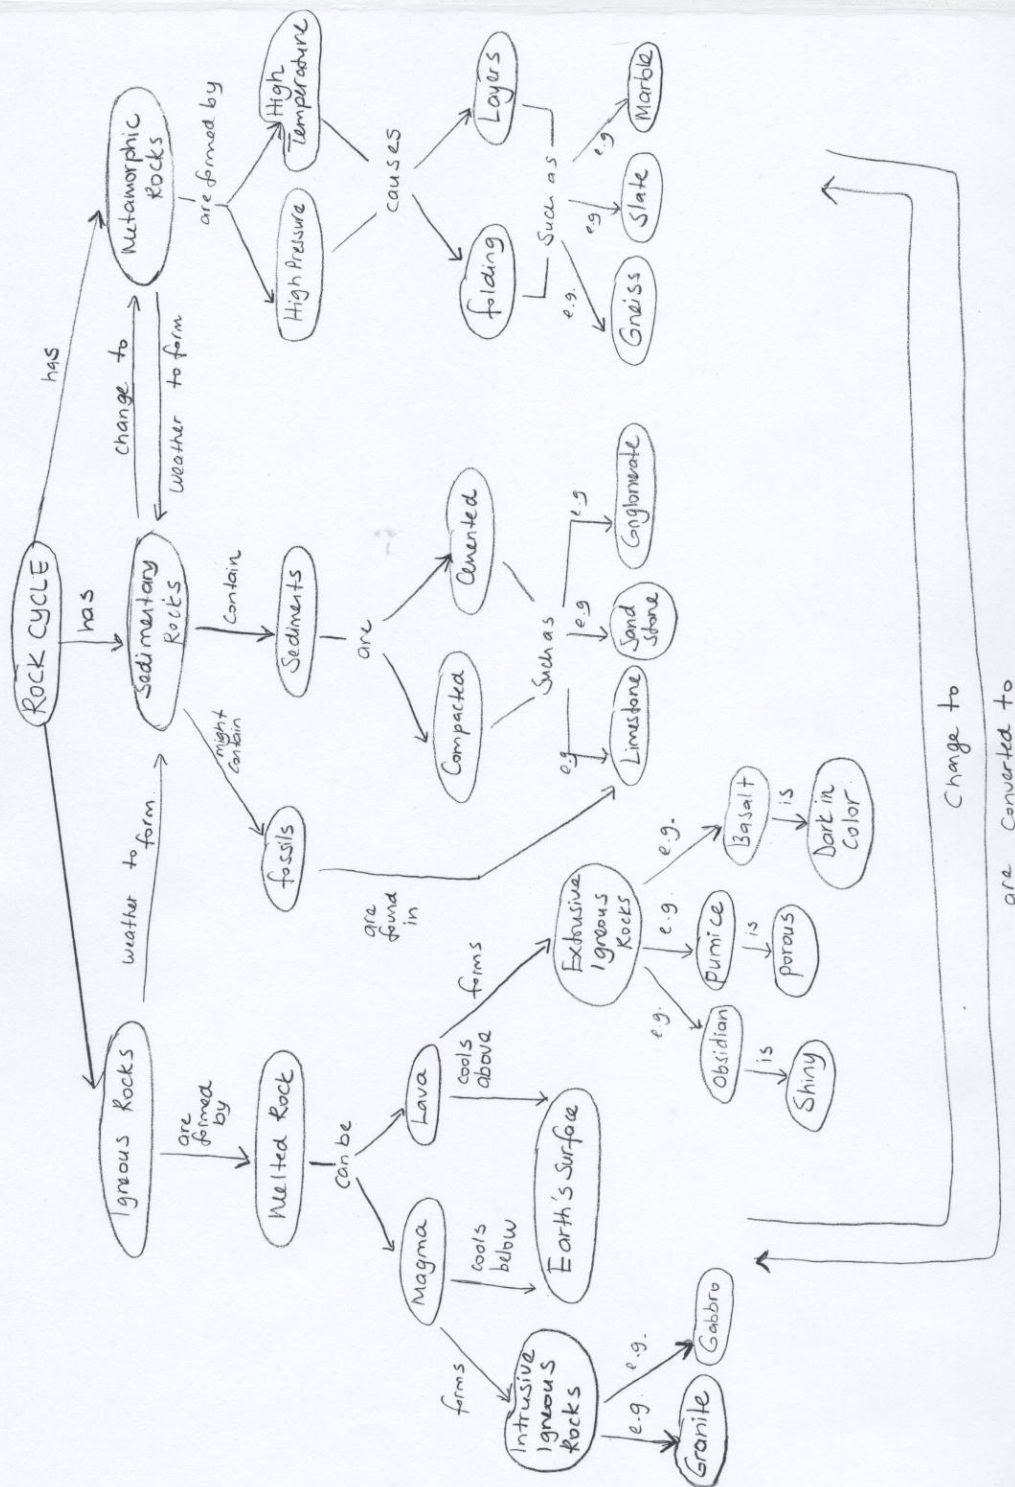 ROCK CYCLE
has
has
Igneous Rocks
weather to form
Sedimentary
Rocks
change to
weather to form
Metamorphic
Rocks
are
formed
by
might
contain
contain
are formed by
Melted Rock
fossils
Sediments
High Pressure
High
Temperature
can be
are
found
in
are
causes
Magma
Lava
Compacted
Cemented
folding
Layers
forms
cools
below
cools
above
forms
Such as
Such as
Intrusive
Igneous
Rocks
Earth's Surface
Extrusive
Igneous
Rocks
e.g
e.g
e.g
e.g.
e.g
e.g
Limestone
Sand
stone
Conglomerate
Gneiss
Slate
Marble
e.g.
e.g.
e.g.
e.g
e.g.
Granite
Gabbro
Obsidian
Pumice
Basalt
is
is
is
Shiny
Porous
Dark in
Color
Change to
are Converted to